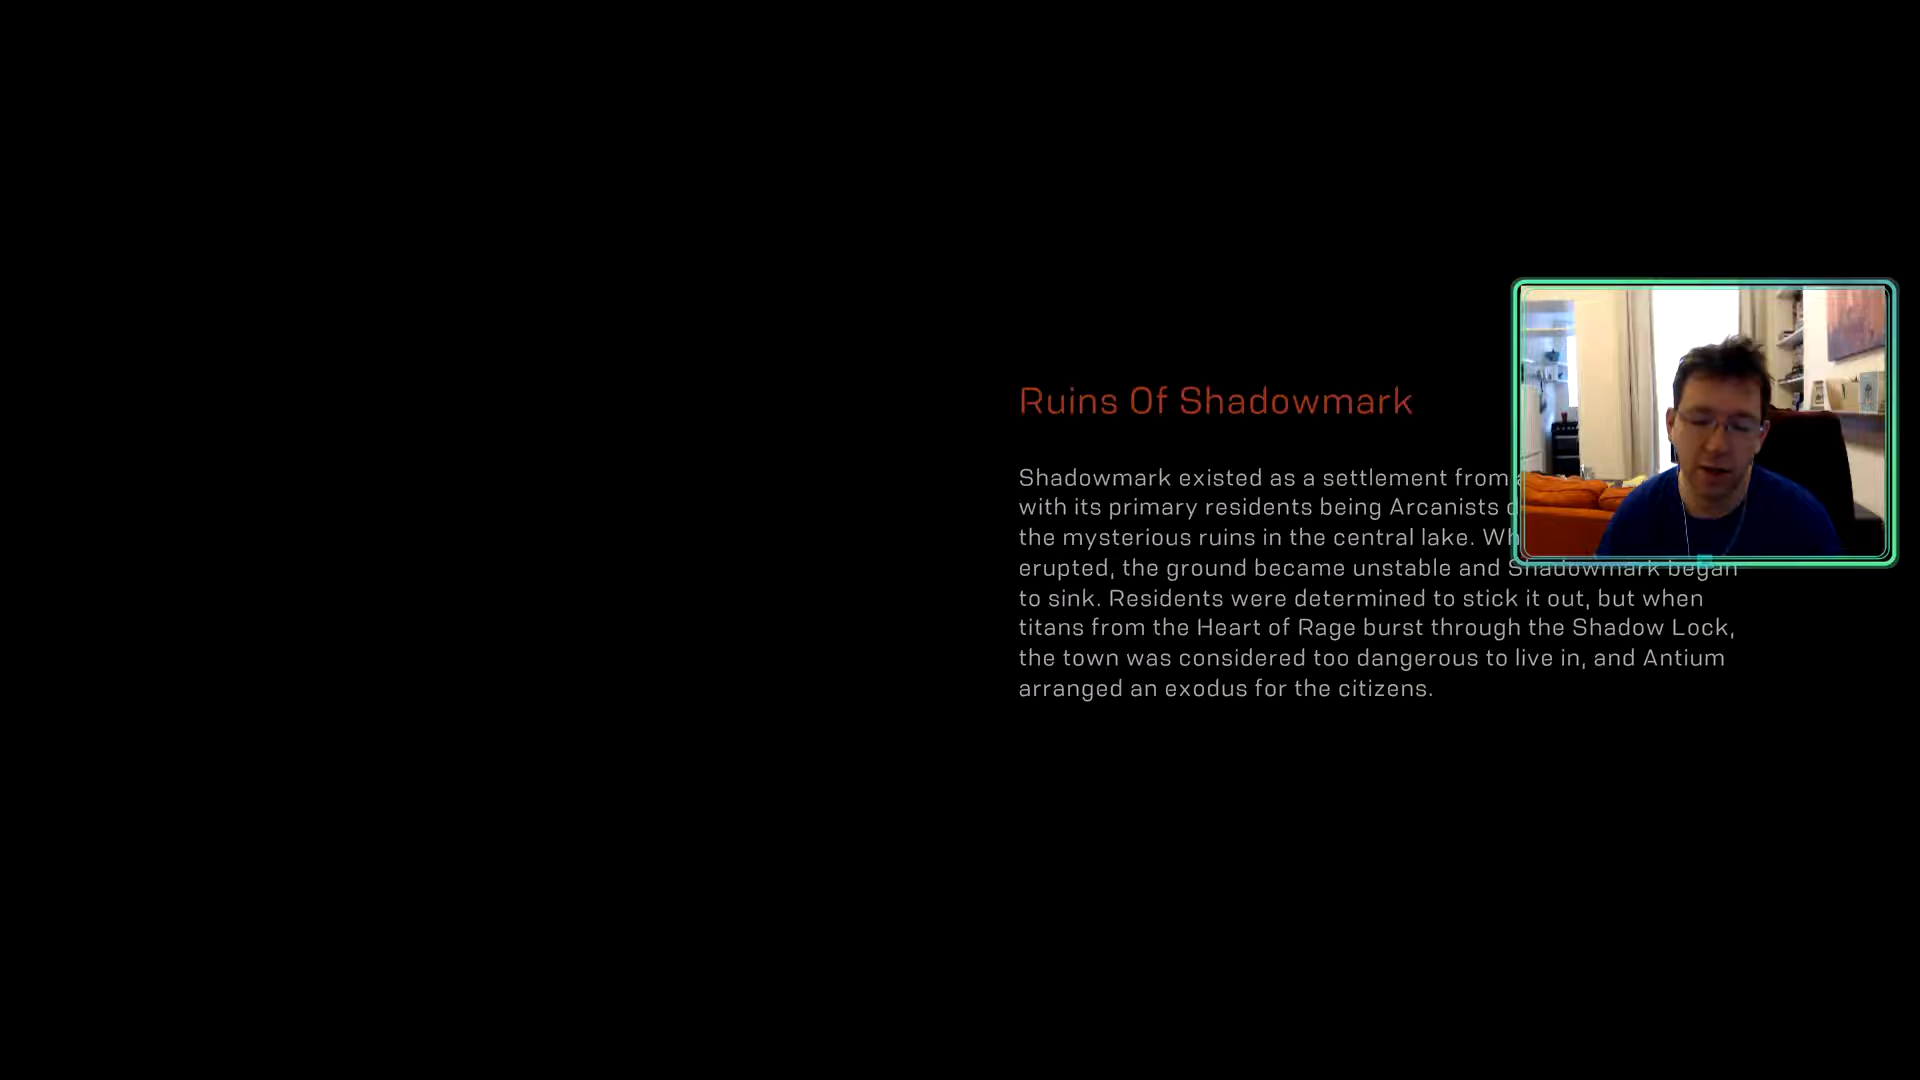 Ruins Of Shadowmark
Shadowmark existed as a settlement from
with its primary residents being Arcanists
the mysterious ruins in the central lake.
erupted, the ground became unstable and Shadowmark began
to sink. Residents were determined to stick it out, but when
titans from the Heart of Rage burst through the Shadow Lock,
the town was considered too dangerous to live in, and Antium
arranged an exodus for the citizens.